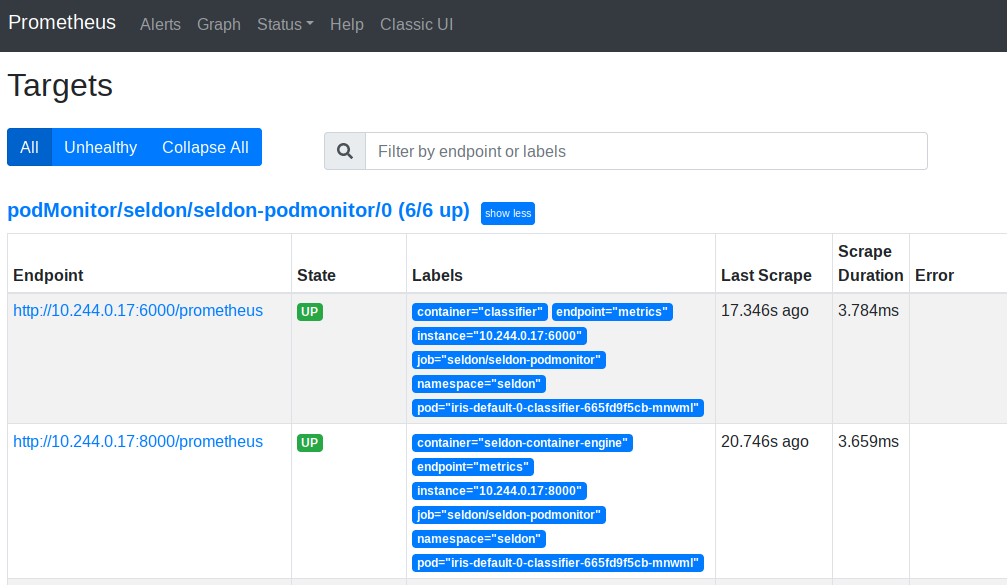 Prometheus Alerts Graph Status Help Classic UI
Targets
All Unhealthy Collapse All
Filter by endpoint or labels
podMonitor/seldon/seldon-podmonitor/0 (6/6 up) show less
Endpoint State Labels Last Scrape Scrape Duration Error
http://10.244.0.17:6000/prometheus UP container="classifier" endpoint="metrics" 17.346s ago 3.784ms
instance="10.244.0.17:6000"
job="seldon/seldon-podmonitor"
namespace="seldon"
pod="iris-default-0-classifier-665fd9f5cb-mnwml"
http://10.244.0.17:8000/prometheus UP container="seldon-container-engine" 20.746s ago 3.659ms
endpoint="metrics"
instance="10.244.0.17:8000"
job="seldon/seldon-podmonitor"
namespace="seldon"
pod="iris-default-0-classifier-665fd9f5cb-mnwml"